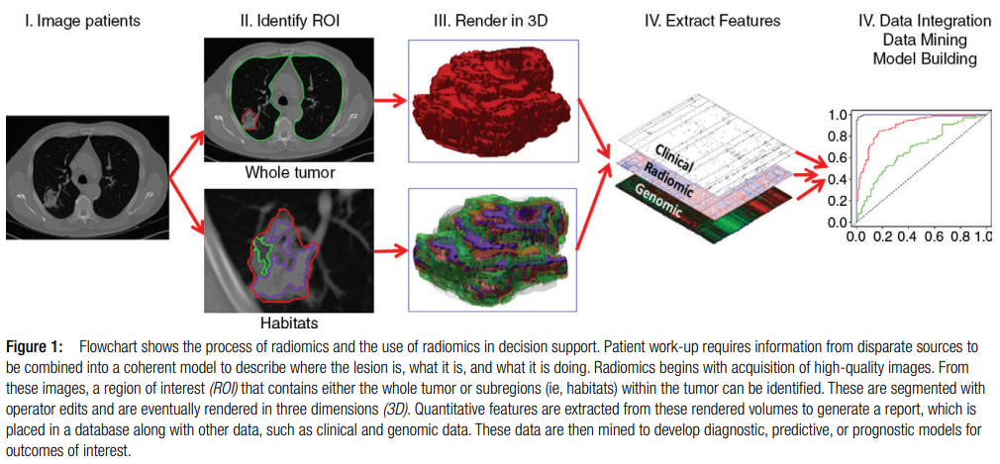 I. Image patients
II. Identify ROI
III. Render in 3D
IV. Extract Features
IV. Data Integration
Data Mining
Model Building
Whole tumor
Habitats
Clinical
Radiomic
Genomic
1.0
0.8
0.6
0.4
0.2
0.0
0.0 0.2 0.4 0.6 0.8 1.0
Figure 1: Flowchart shows the process of radiomics and the use of radiomics in decision support. Patient work-up requires information from disparate sources to
be combined into a coherent model to describe where the lesion is, what it is, and what it is doing. Radiomics begins with acquisition of high-quality images. From
these images, a region of interest (ROI) that contains either the whole tumor or subregions (ie, habitats) within the tumor can be identified. These are segmented with
operator edits and are eventually rendered in three dimensions (3D). Quantitative features are extracted from these rendered volumes to generate a report, which is
placed in a database along with other data, such as clinical and genomic data. These data are then mined to develop diagnostic, predictive, or prognostic models for
outcomes of interest.